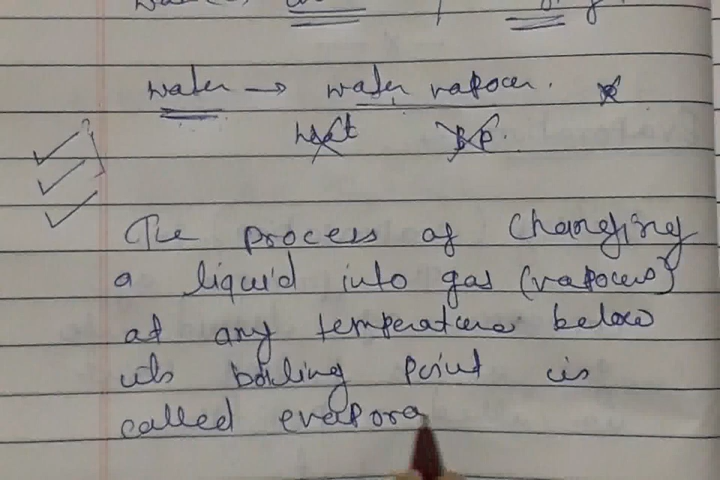 water → water vapour.
heat B.P.
The process of Changing
a liquid into gas (vapours)
at any temperature below
its boiling point is
called evapora